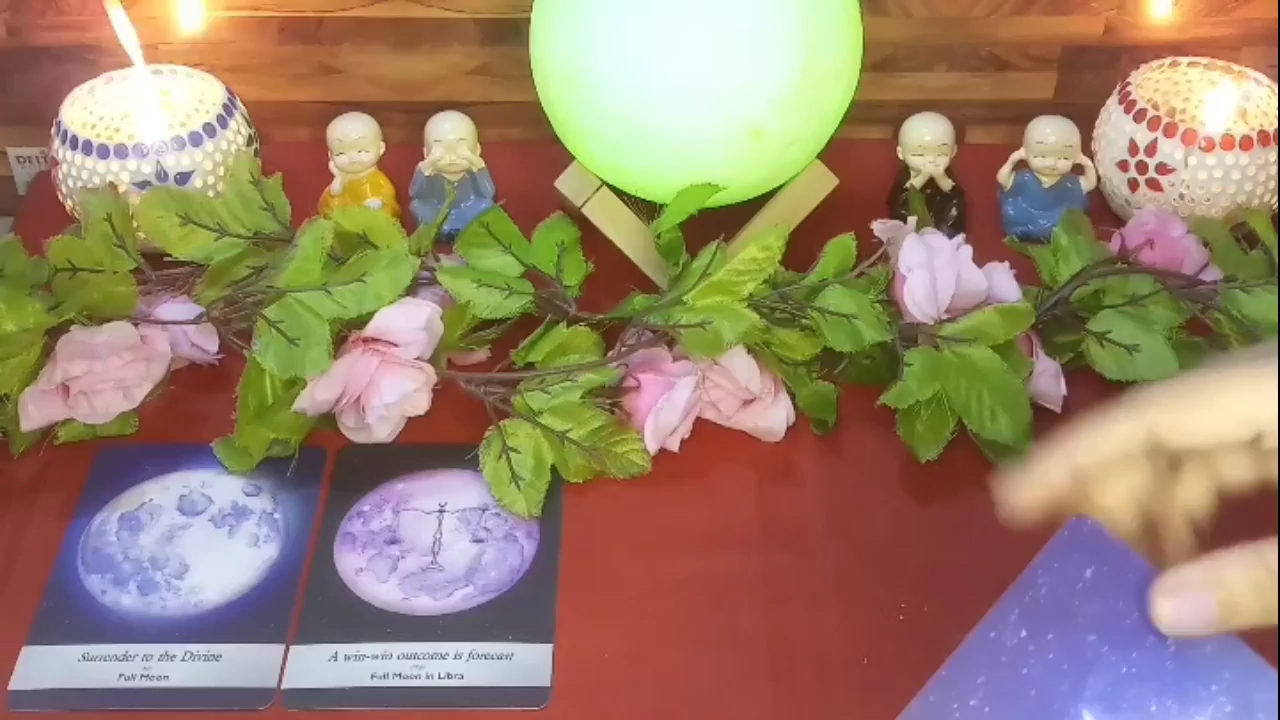 Surrender to the Divine
Full Moon
A win-win outcome is forecast
Full Moon in Libra